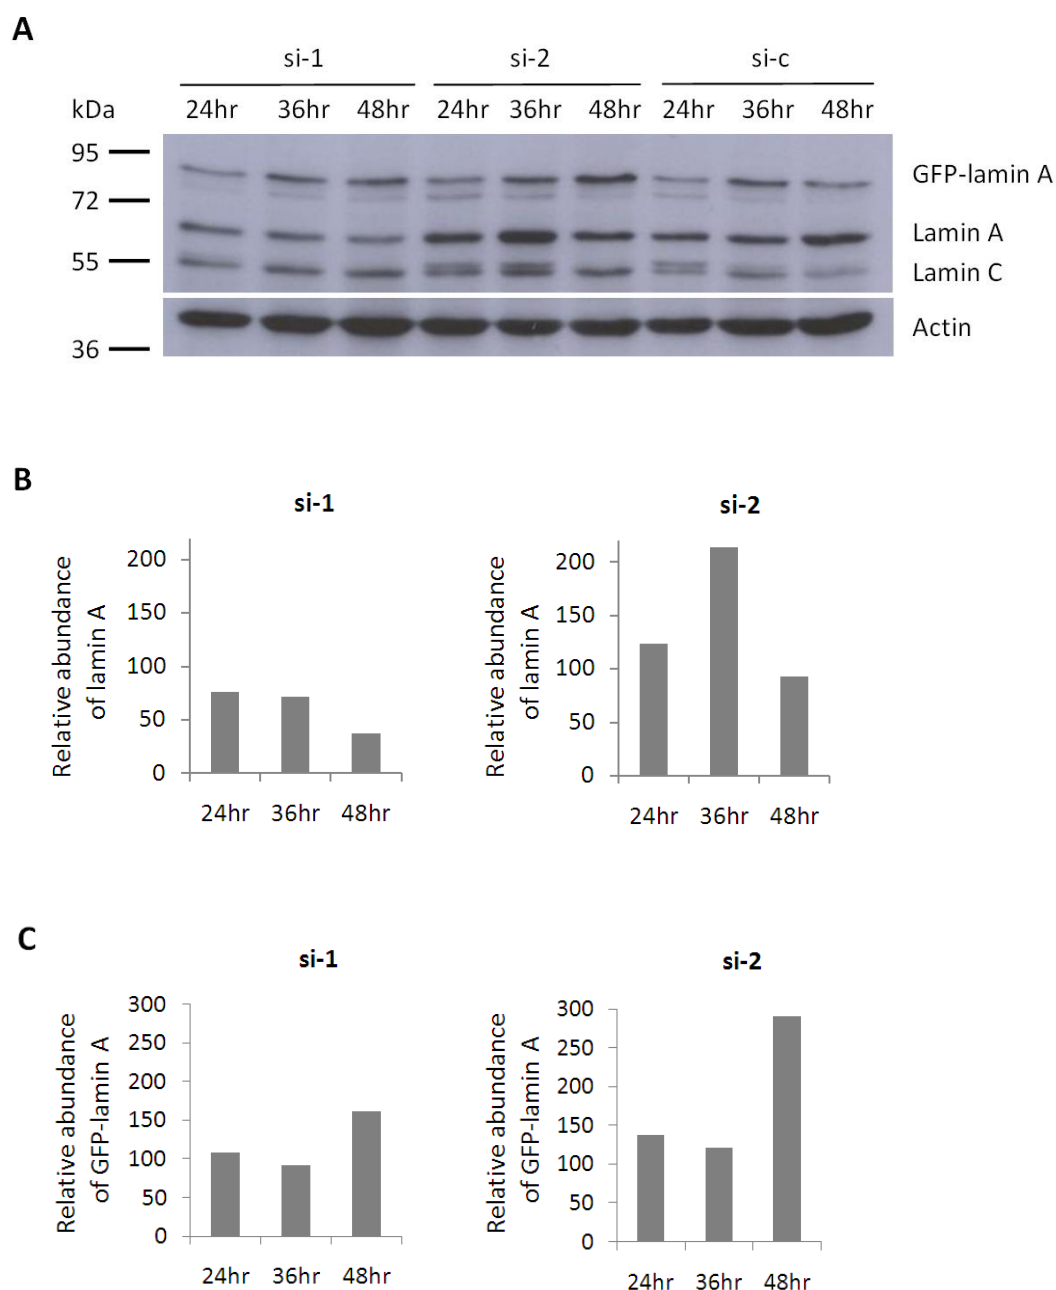 A
si-1 si-2 si-c
kDa 24hr 36hr 48hr 24hr 36hr 48hr 24hr 36hr 48hr
95
GFP-lamin A
72
Lamin A
55
Lamin C
Actin
36
B
si-1
Relative abundance
of lamin A
200
150
100
50
0
24hr 36hr 48hr
si-2
Relative abundance
of lamin A
200
150
100
50
0
24hr 36hr 48hr
C
si-1
Relative abundance
of GFP-lamin A
300
250
200
150
100
50
0
24hr 36hr 48hr
si-2
Relative abundance
of GFP-lamin A
300
250
200
150
100
50
0
24hr 36hr 48hr